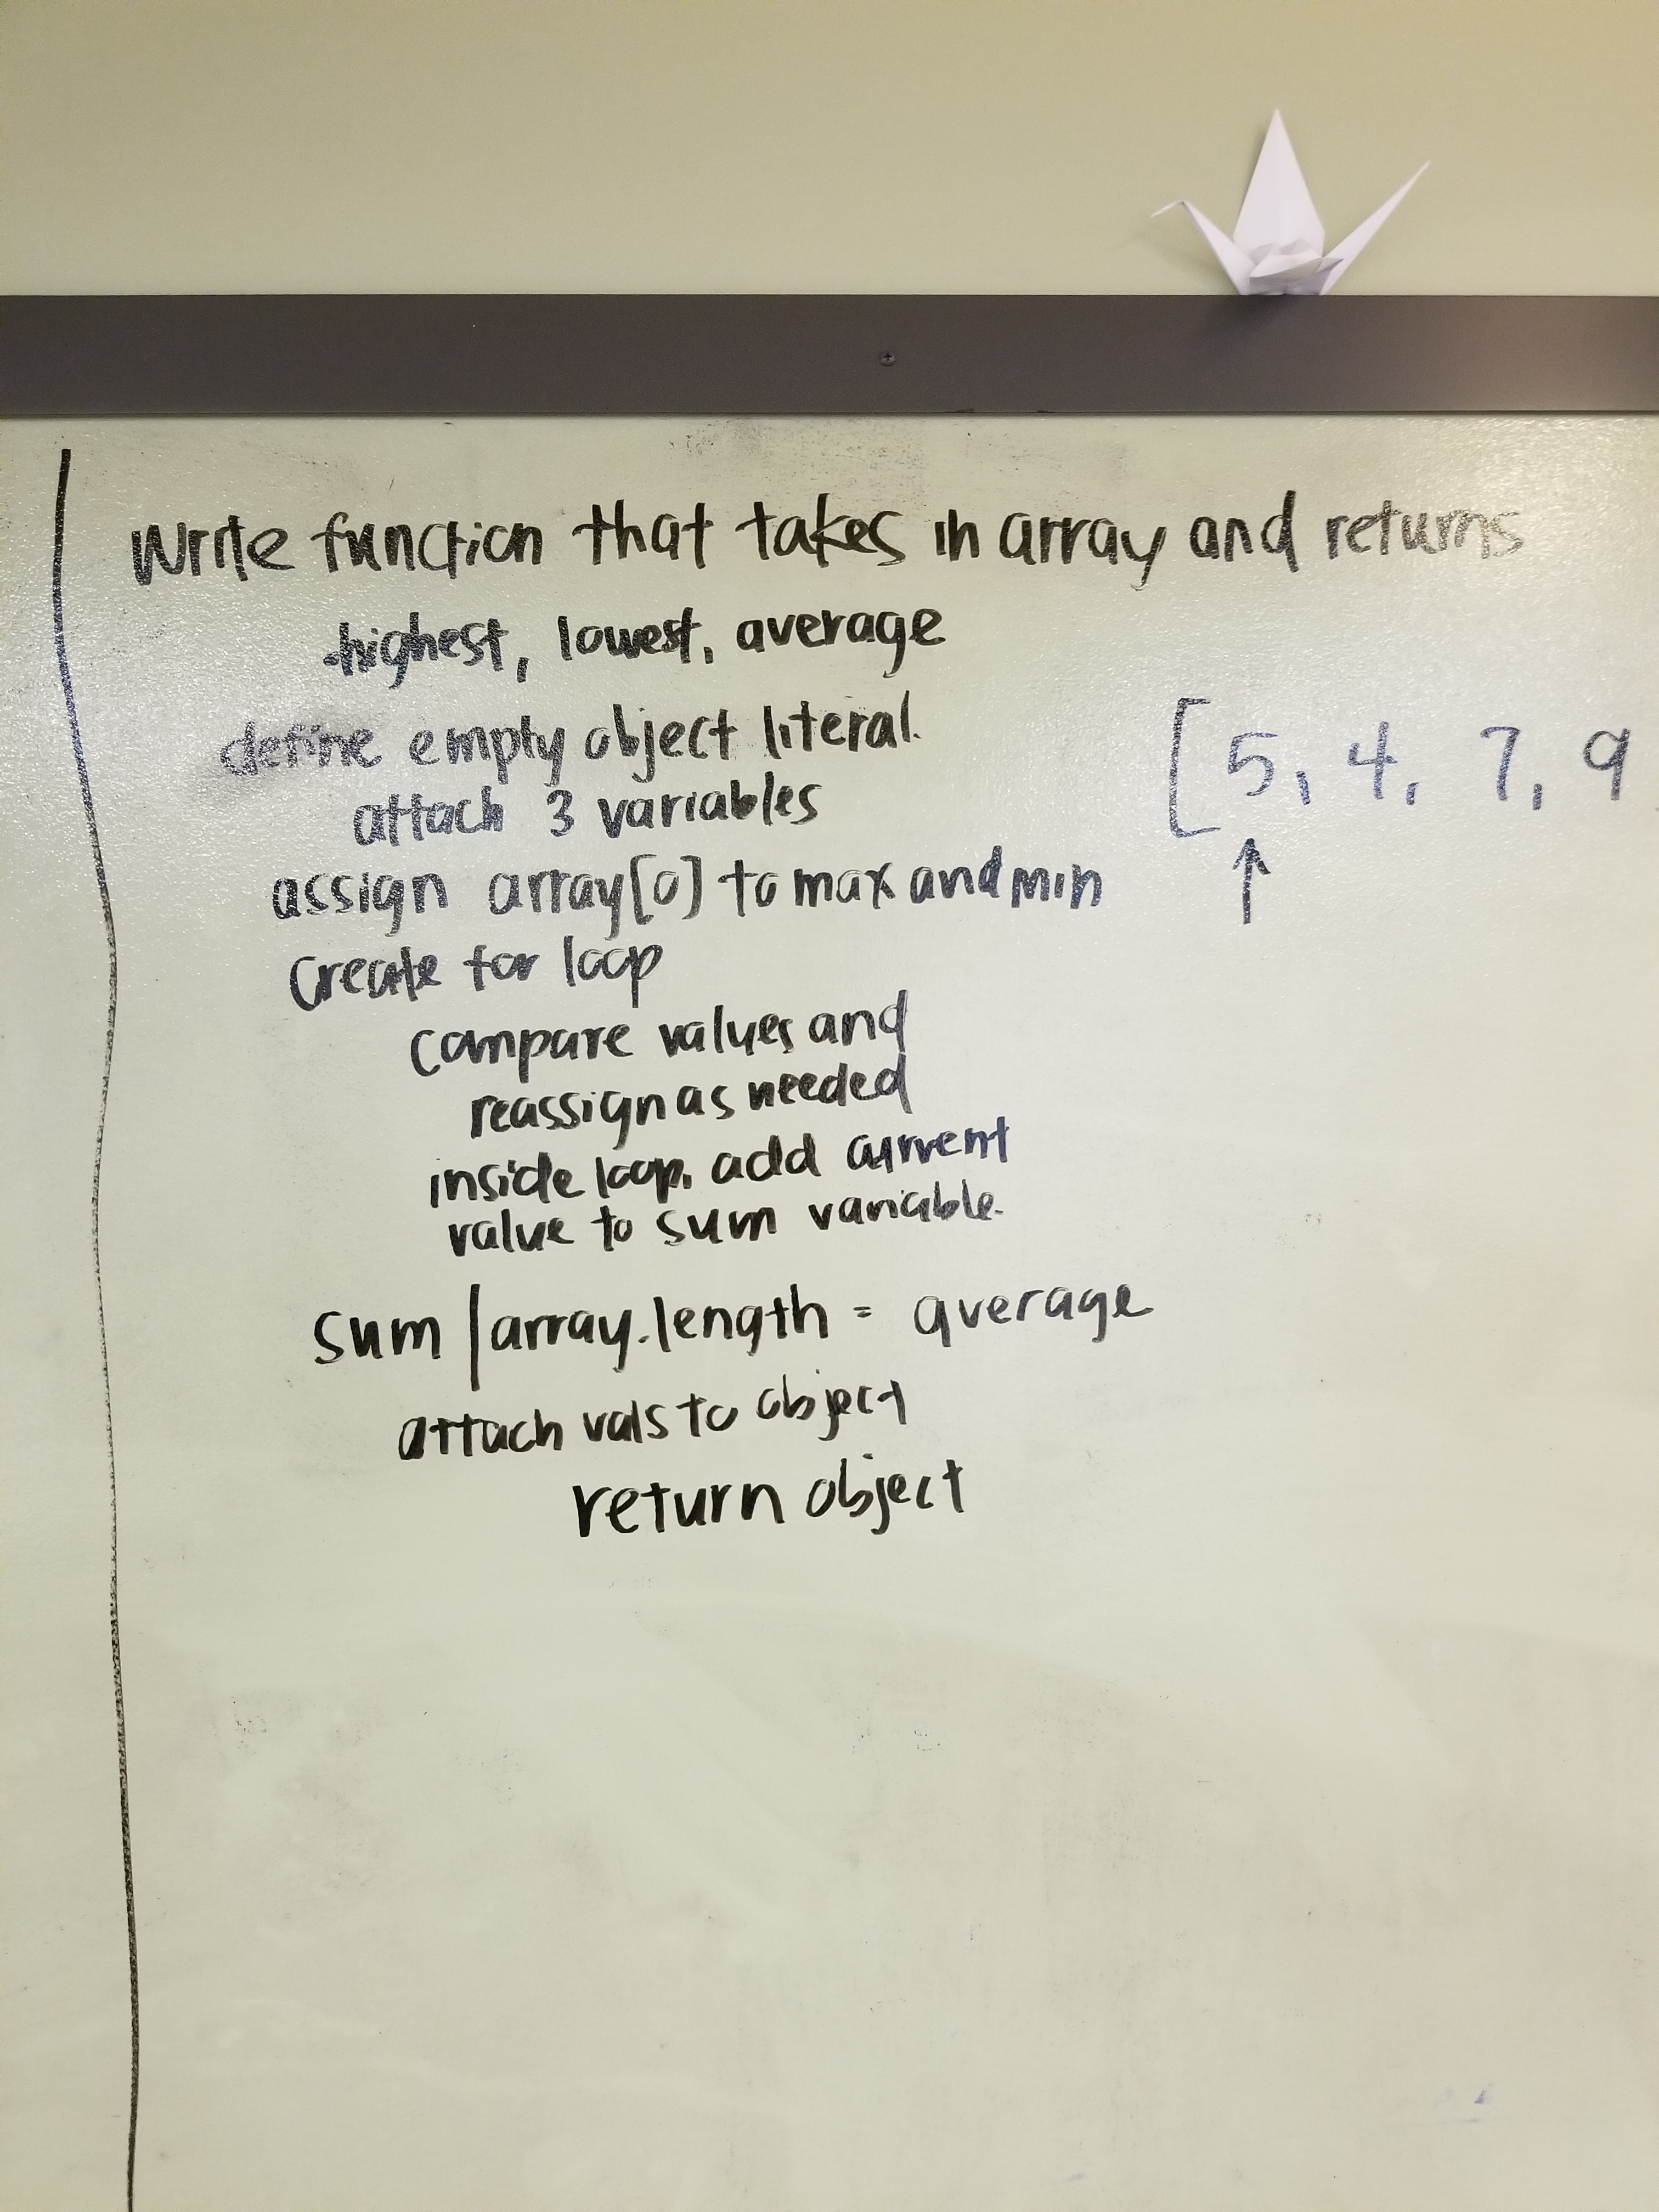 Write function that takes in array and returns
highest, lowest, average
define empty object literal.
attach 3 variables
assign array[0] to max and min
[5, 4, 7, 9
↑
Create for loop
compare values and
reassign as needed
inside loop, add current
value to sum variable.
sum / array.length = average
attach vals to object
return object